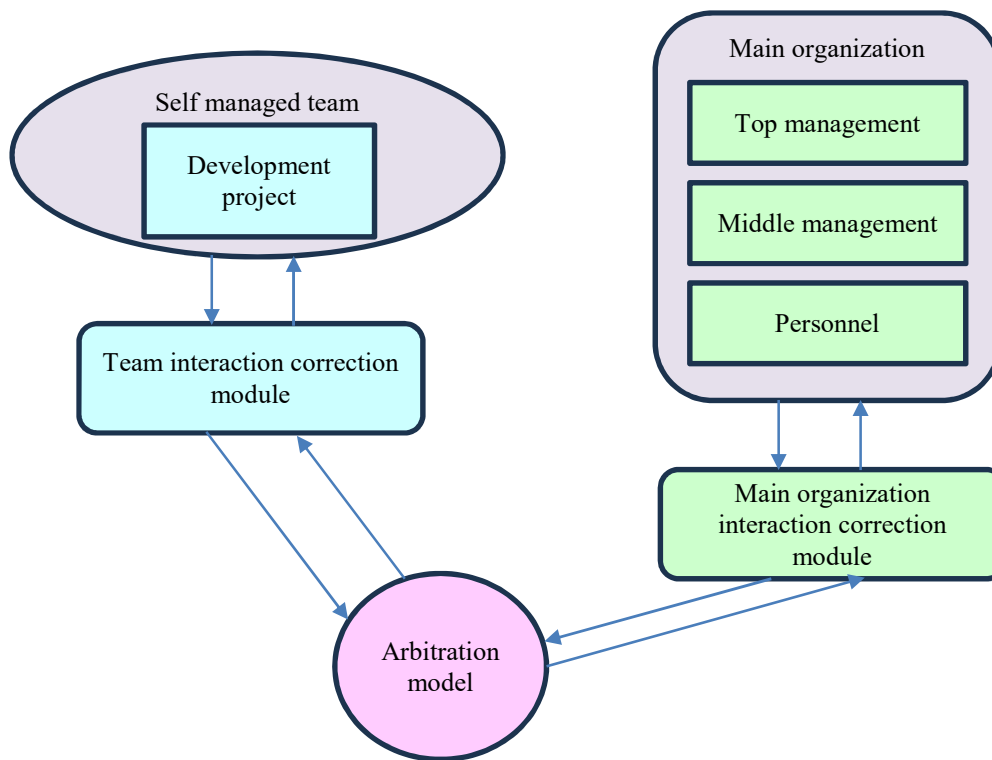 Self managed team
Development
project
Team interaction correction
module
Main organization
Top management
Middle management
Personnel
Main organization
interaction correction
module
Arbitration
model